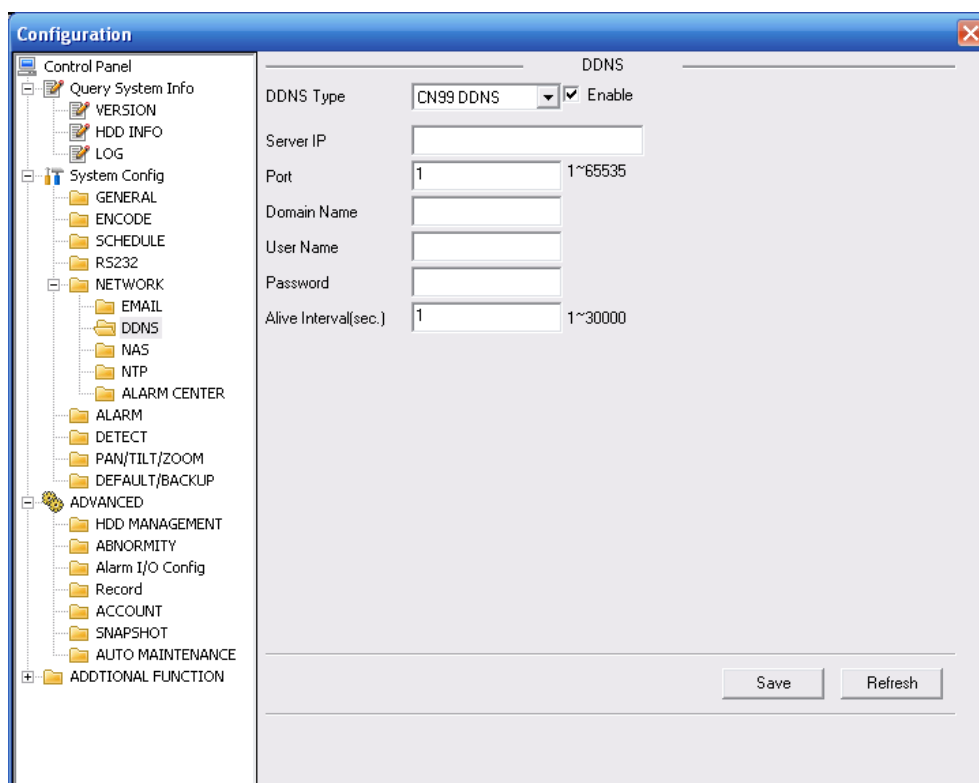 Configuration
Control Panel
Query System Info
VERSION
HDD INFO
LOG
System Config
GENERAL
ENCODE
SCHEDULE
RS232
NETWORK
EMAIL
DDNS
NAS
NTP
ALARM CENTER
ALARM
DETECT
PAN/TILT/ZOOM
DEFAULT/BACKUP
ADVANCED
HDD MANAGEMENT
ABNORMITY
Alarm I/O Config
Record
ACCOUNT
SNAPSHOT
AUTO MAINTENANCE
ADDTIONAL FUNCTION
DDNS
DDNS Type CN99 DDNS Enable
Server IP
Port 1 1~65535
Domain Name
User Name
Password
Alive Interval(sec.) 1 1~30000
Save Refresh